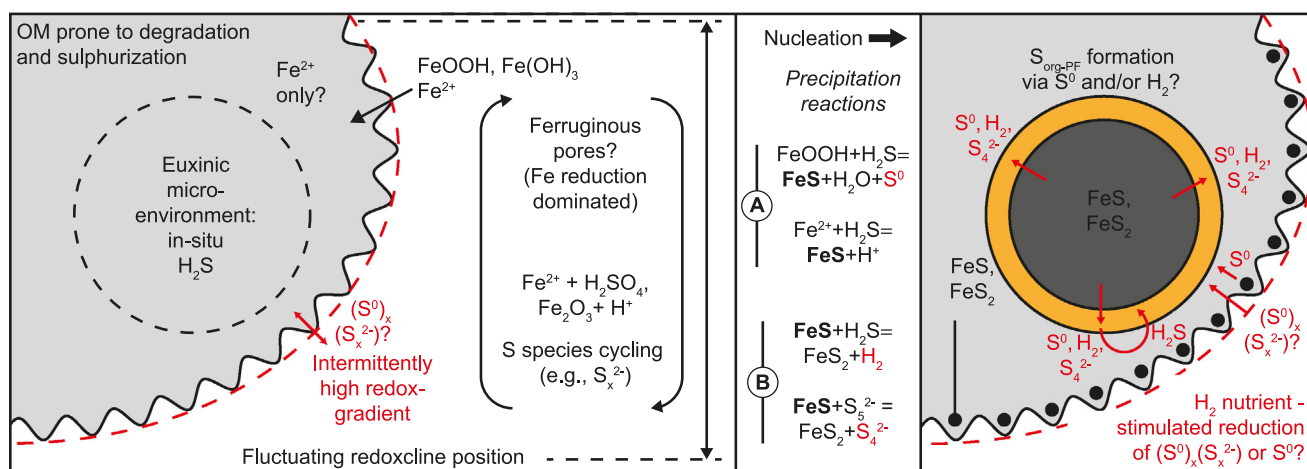 OM prone to degradation
and sulphurization
Fe²⁺
only?
FeOOH, Fe(OH)₃
Fe²⁺
Euxinic
micro-
environment:
in-situ
H₂S
Ferruginous
pores?
(Fe reduction
dominated)
Fe²⁺ + H₂SO₄,
Fe₂O₃+ H⁺
S species cycling
(e.g., Sₓ²⁻)
(S⁰)ₓ
(Sₓ²⁻)?
Intermittently
high redox-
gradient
Fluctuating redoxcline position
Nucleation
Precipitation
reactions
A
FeOOH+H₂S=
FeS+H₂O+S⁰
Fe²⁺+H₂S=
FeS+H⁺
B
FeS+H₂S=
FeS₂+H₂
FeS+S₅²⁻ =
FeS₂+S₄²⁻
Sorg-PF formation
via S⁰ and/or H₂?
S⁰, H₂,
S₄²⁻
S⁰, H₂,
S₄²⁻
FeS,
FeS₂
FeS,
FeS₂
S⁰
S⁰, H₂,
S₄²⁻
H₂S
(S⁰)ₓ
(Sₓ²⁻)?
H₂ nutrient -
stimulated reduction
of (S⁰)ₓ(Sₓ²⁻) or S⁰?